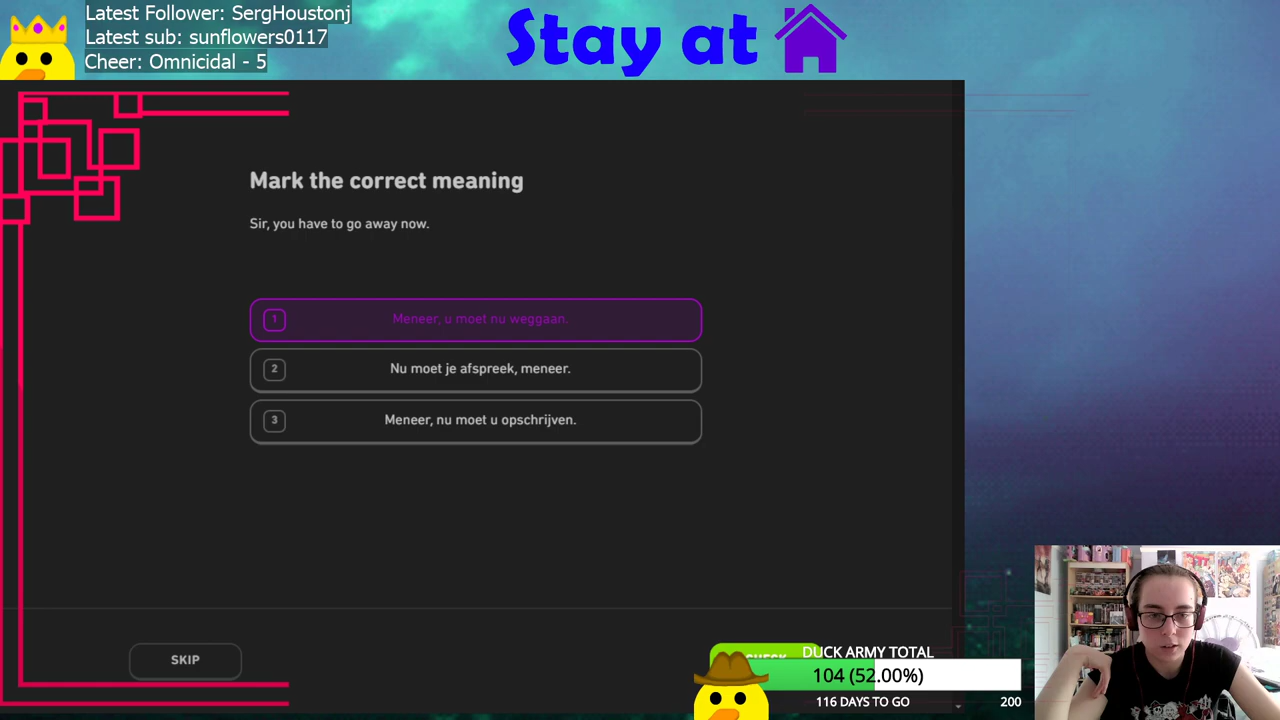 Latest Follower: SergHoustonj
Latest sub: sunflowers0117
Cheer: Omnicidal - 5
Stay at
Mark the correct meaning
Sir, you have to go away now.
1 Meneer, u moet nu weggaan.
2 Nu moet je afspreek, meneer.
3 Meneer, nu moet u opschrijven.
SKIP
CHECK
DUCK ARMY TOTAL
104 (52.00%)
116 DAYS TO GO 200